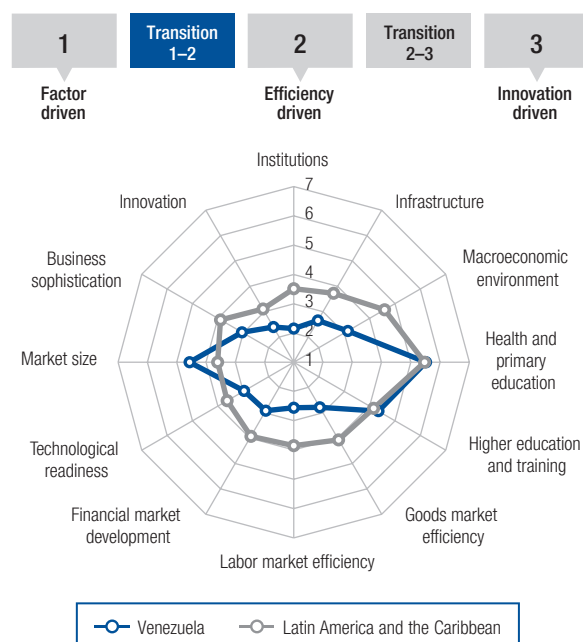 1
Transition
1–2
2
Transition
2–3
3
Factor
driven
Efficiency
driven
Innovation
driven
Institutions
Infrastructure
Macroeconomic
environment
Health and
primary
education
Higher education
and training
Goods market
efficiency
Labor market efficiency
Financial market
development
Technological
readiness
Market size
Business
sophistication
Innovation
7
6
5
4
3
2
1
Venezuela
Latin America and the Caribbean